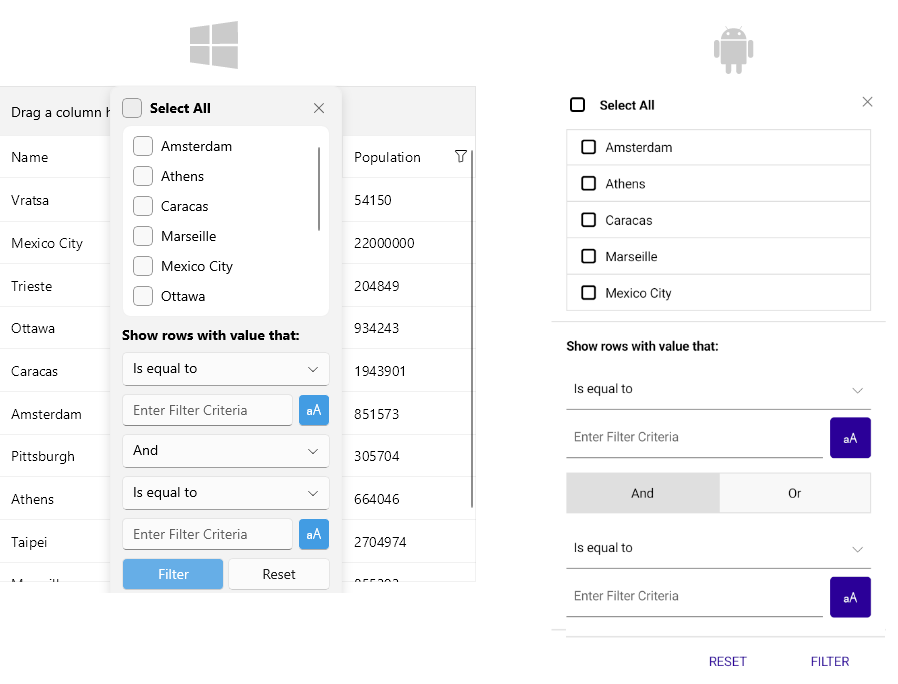 Drag a column h
Name
Population
Vratsa
54150
Mexico City
22000000
Trieste
204849
Ottawa
934243
Caracas
1943901
Amsterdam
851573
Pittsburgh
305704
Athens
664046
Taipei
2704974
Select All
Amsterdam
Athens
Caracas
Marseille
Mexico City
Ottawa
Show rows with value that:
Is equal to
Enter Filter Criteria
aA
And
Is equal to
Enter Filter Criteria
aA
Filter
Reset
Select All
Amsterdam
Athens
Caracas
Marseille
Mexico City
Show rows with value that:
Is equal to
Enter Filter Criteria
aA
And
Or
Is equal to
Enter Filter Criteria
aA
RESET
FILTER